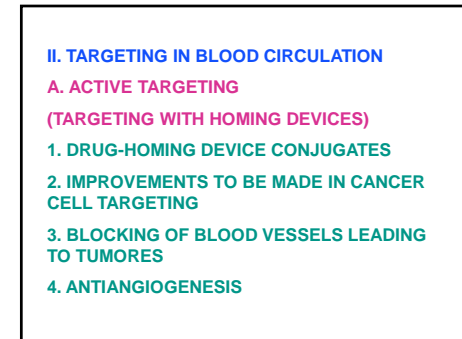 II. TARGETING IN BLOOD CIRCULATION
A. ACTIVE TARGETING
(TARGETING WITH HOMING DEVICES)
1. DRUG-HOMING DEVICE CONJUGATES
2. IMPROVEMENTS TO BE MADE IN CANCER
CELL TARGETING
3. BLOCKING OF BLOOD VESSELS LEADING
TO TUMORES
4. ANTIANGIOGENESIS